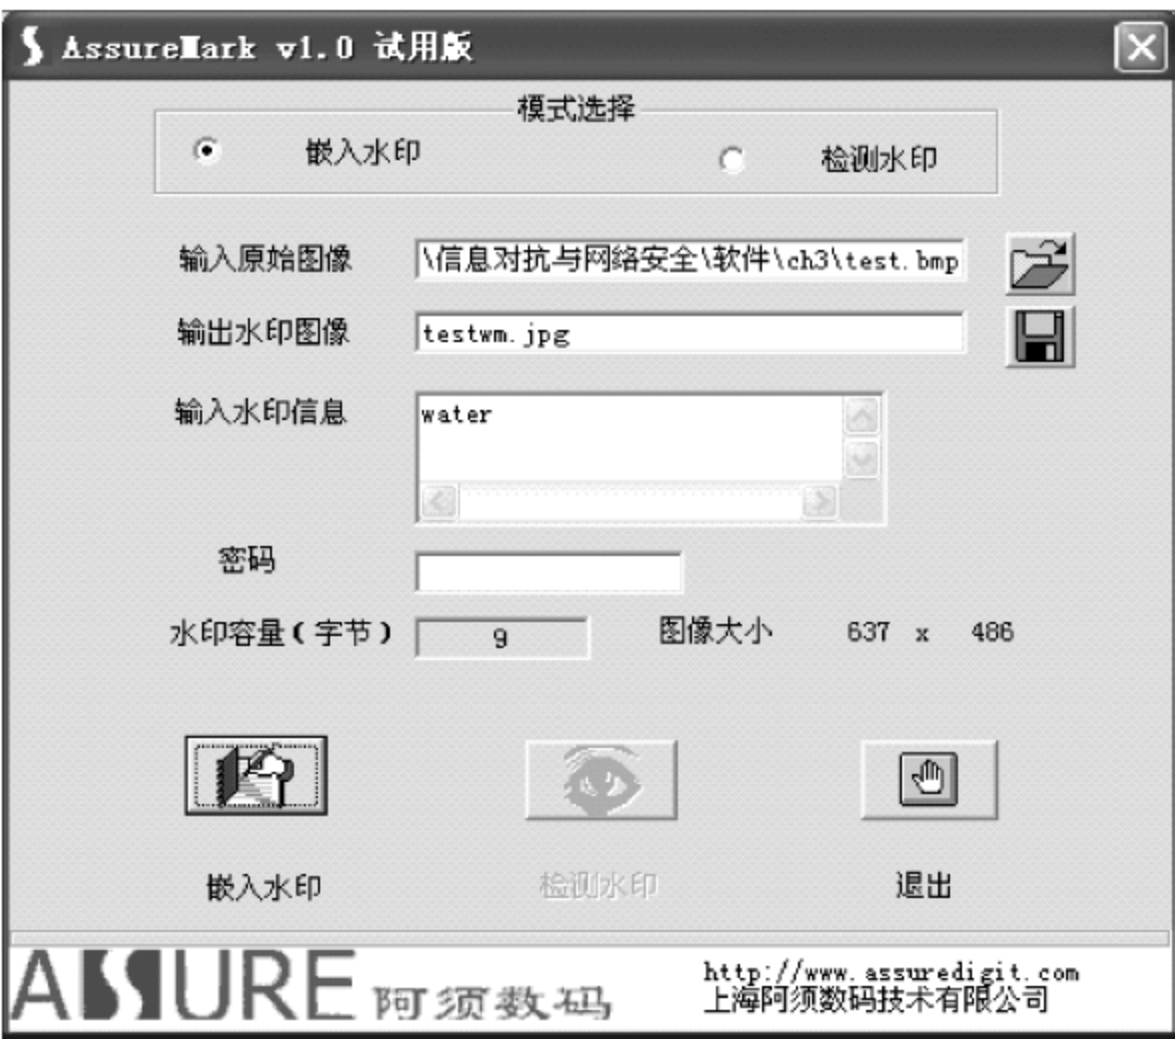 AssureMark v1.0 试用版
模式选择
嵌入水印 检测水印
输入原始图像 \信息对抗与网络安全\软件\ch3\test.bmp
输出水印图像 testwm.jpg
输入水印信息 water
密码
水印容量(字节) 9 图像大小 637 x 486
嵌入水印 检测水印 退出
ASSURE 阿须数码 http://www.assuredigit.com
上海阿须数码技术有限公司